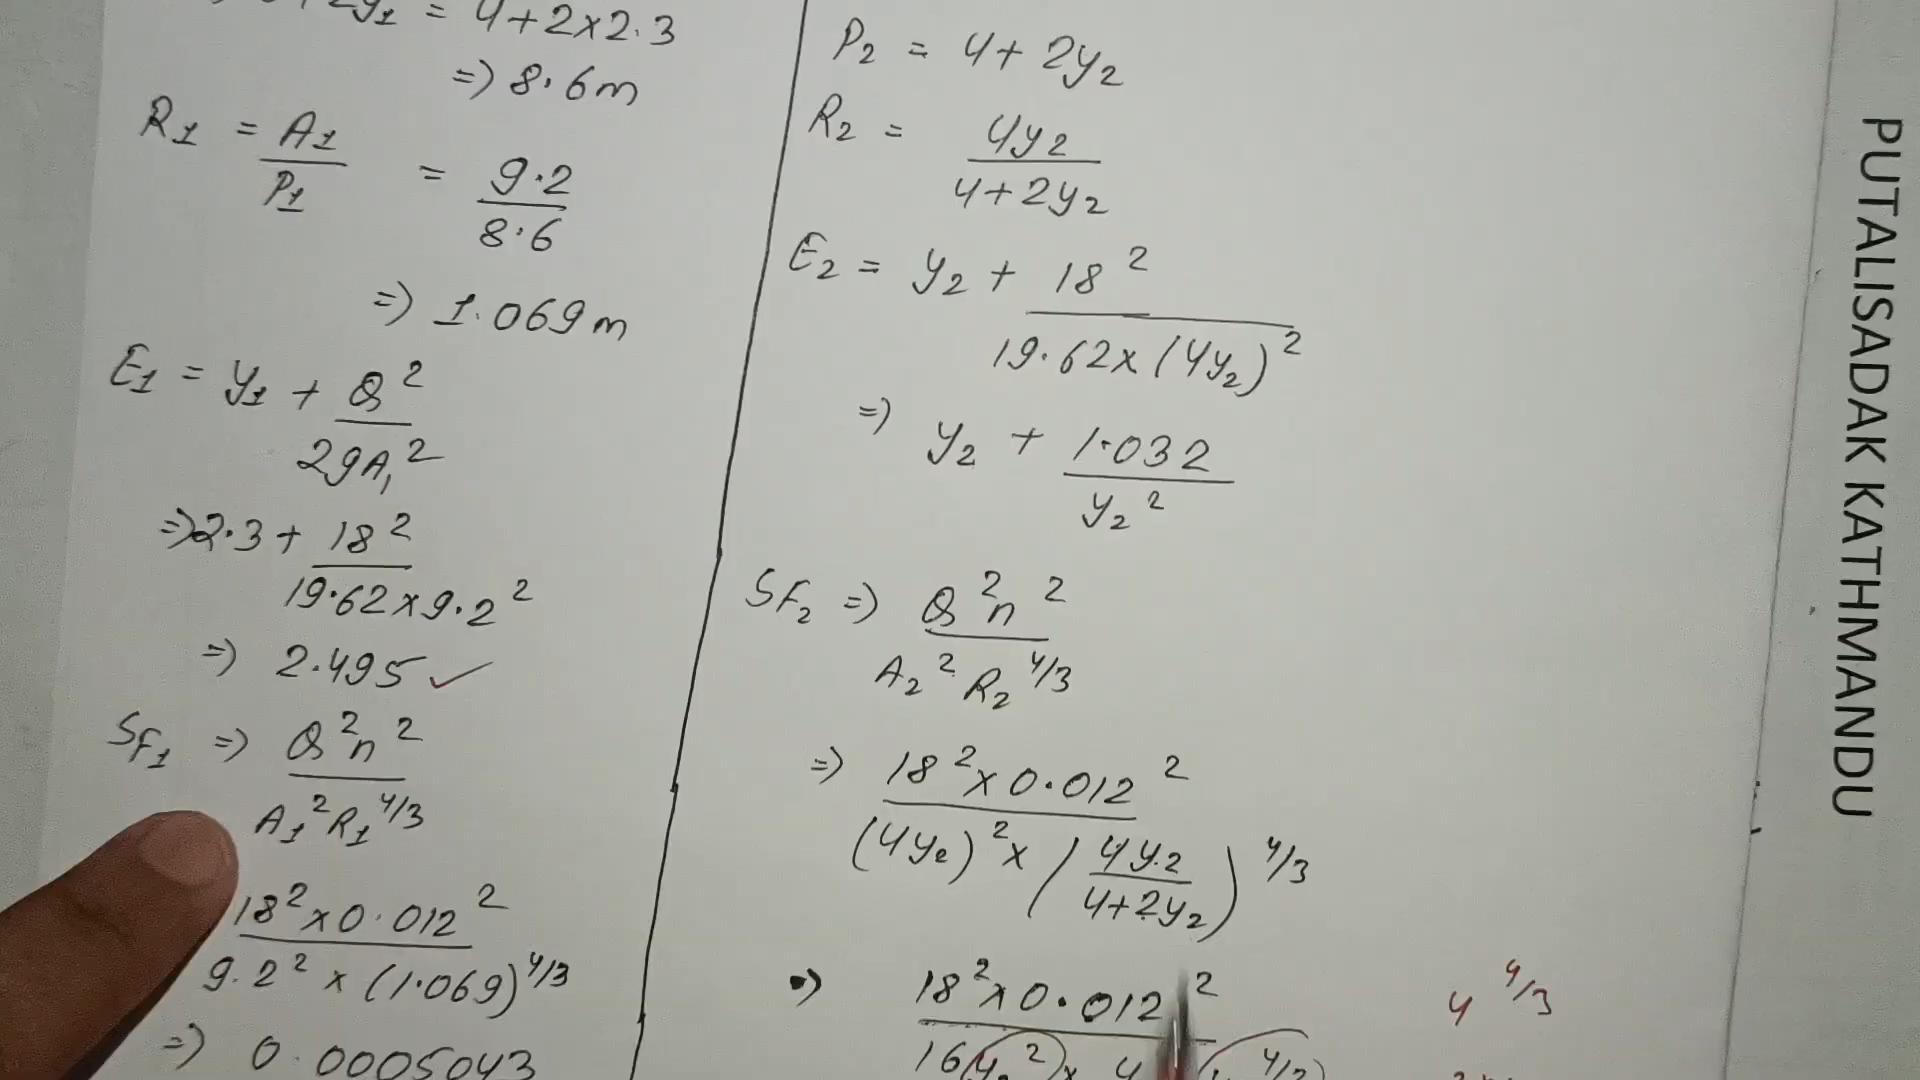 2y₁ = 4+2×2.3
=> 8.6m
R₁ = A₁/P₁ = 9.2/8.6
=> 1.069m
E₁ = y₁ + Q²/2gA₁²
=> 2.3 + 18²/19.62×9.2²
=> 2.495 ✓
SF₁ => Q²n²/A₁²R₁^4/3
18²×0.012²/9.2²×(1.069)^4/3
=> 0.0005043
P₂ = 4+2y₂
R₂ = 4y₂/4+2y₂
E₂ = y₂ + 18²/19.62×(4y₂)²
=> y₂ + 1.032/y₂²
SF₂ => Q²n²/A₂²R₂^4/3
=> 18²×0.012²/(4y₂)²×(4y₂/4+2y₂)^4/3
=> 18²×0.012²
4^4/3
PUTALISADAK KATHMANDU